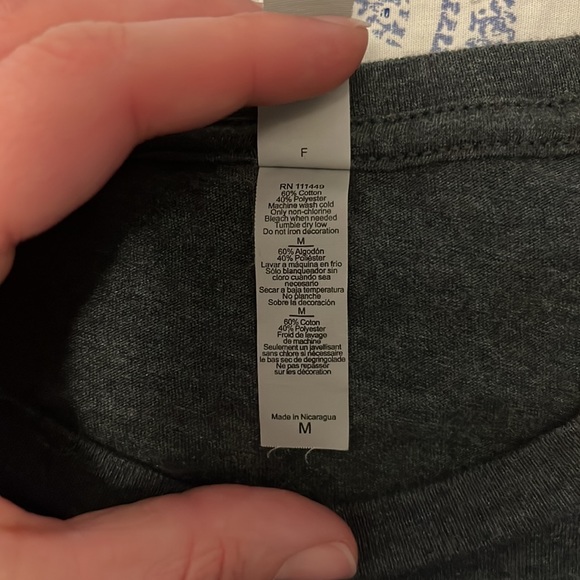 F
RN 111449
60% Cotton
40% Polyester
Machine wash cold
Only non-chlorine
Bleach when needed
Tumble dry low
Do not iron decoration
M
60% Algodón
40% Poliéster
Lavar a máquina en frío
Sólo blanqueador sin
cloro cuando sea
necesario
Secar a baja temperatura
No planche
Sobre la decoración
M
60% Coton
40% Polyester
Froid de lavage
de machine
Seulement un javellisant
sans chlore si nécessaire
le bas sec de degringolade
Ne pas repasser
sur les décoration
Made in Nicaragua
M